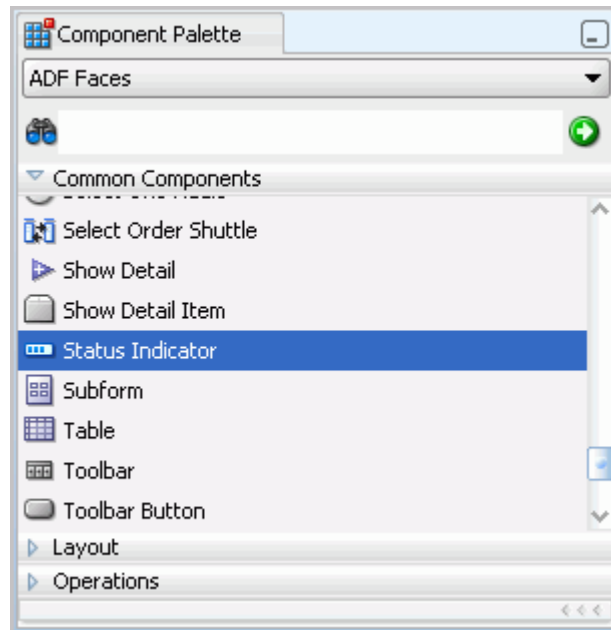 Component Palette
ADF Faces
Common Components
Select Order Shuttle
Show Detail
Show Detail Item
Status Indicator
Subform
Table
Toolbar
Toolbar Button
Layout
Operations